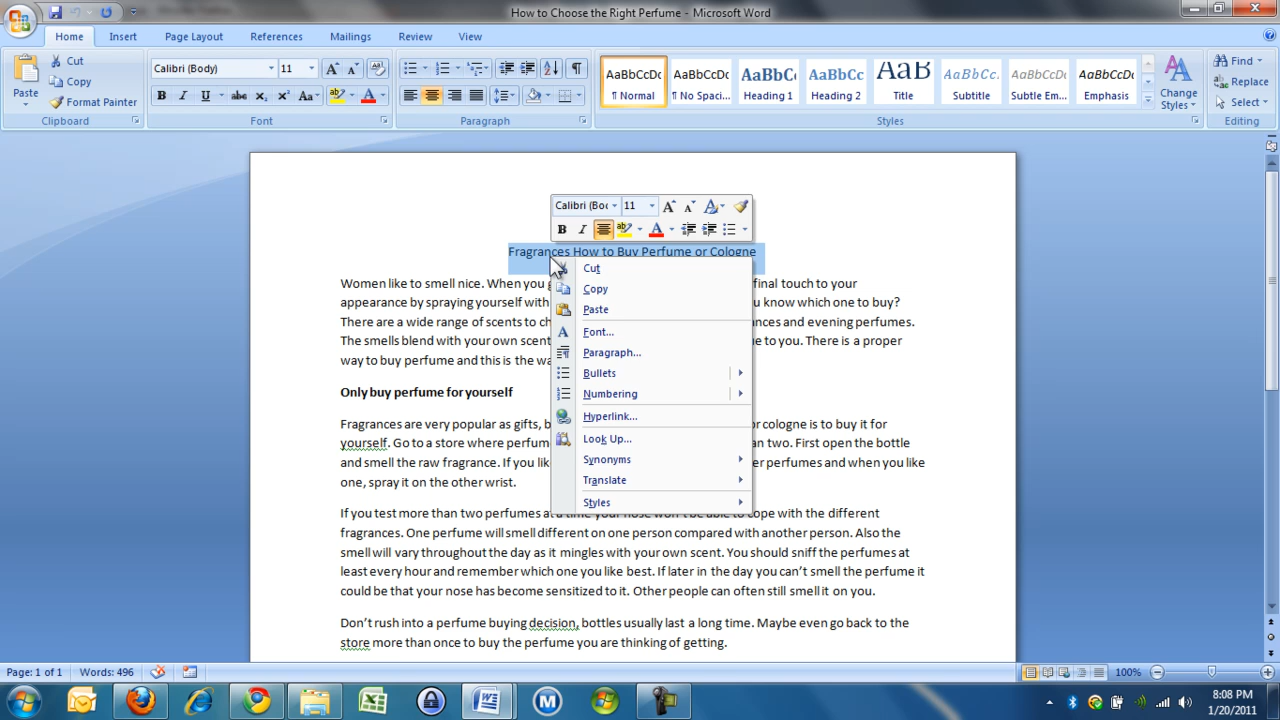 How to Choose the Right Perfume - Microsoft Word
Home Insert Page Layout References Mailings Review View
Paste
Cut
Copy
Format Painter
Clipboard
Calibri (Body) 11
Font
Paragraph
AaBbCcDc AaBbCcDc AaBbCc AaBbCc AaB AaBbCc. AaBbCcDc AaBbCcDc
¶ Normal ¶ No Spaci... Heading 1 Heading 2 Title Subtitle Subtle Em... Emphasis
Change
Styles
Styles
Find
Replace
Select
Editing
Calibri (Boc 11
Fragrances How to Buy Perfume or Cologne
Cut
Copy
Paste
Font...
Paragraph...
Bullets
Numbering
Hyperlink...
Look Up...
Synonyms
Translate
Styles
Women like to smell nice. When you final touch to your
appearance by spraying yourself with know which one to buy?
There are a wide range of scents to and evening perfumes.
The smells blend with your own scent to you. There is a proper
way to buy perfume and this is the
Only buy perfume for yourself
Fragrances are very popular as gifts, or cologne is to buy it for
yourself. Go to a store where than two. First open the bottle
and smell the raw fragrance. If you perfumes and when you like
one, spray it on the other wrist.
If you test more than two perfumes at a time your nose won't be able to cope with the different
fragrances. One perfume will smell different on one person compared with another person. Also the
smell will vary throughout the day as it mingles with your own scent. You should sniff the perfumes at
least every hour and remember which one you like best. If later in the day you can't smell the perfume it
could be that your nose has become sensitized to it. Other people can often still smell it on you.
Don't rush into a perfume buying decision, bottles usually last a long time. Maybe even go back to the
store more than once to buy the perfume you are thinking of getting.
Page: 1 of 1 Words: 496 100%
8:08 PM
1/20/2011